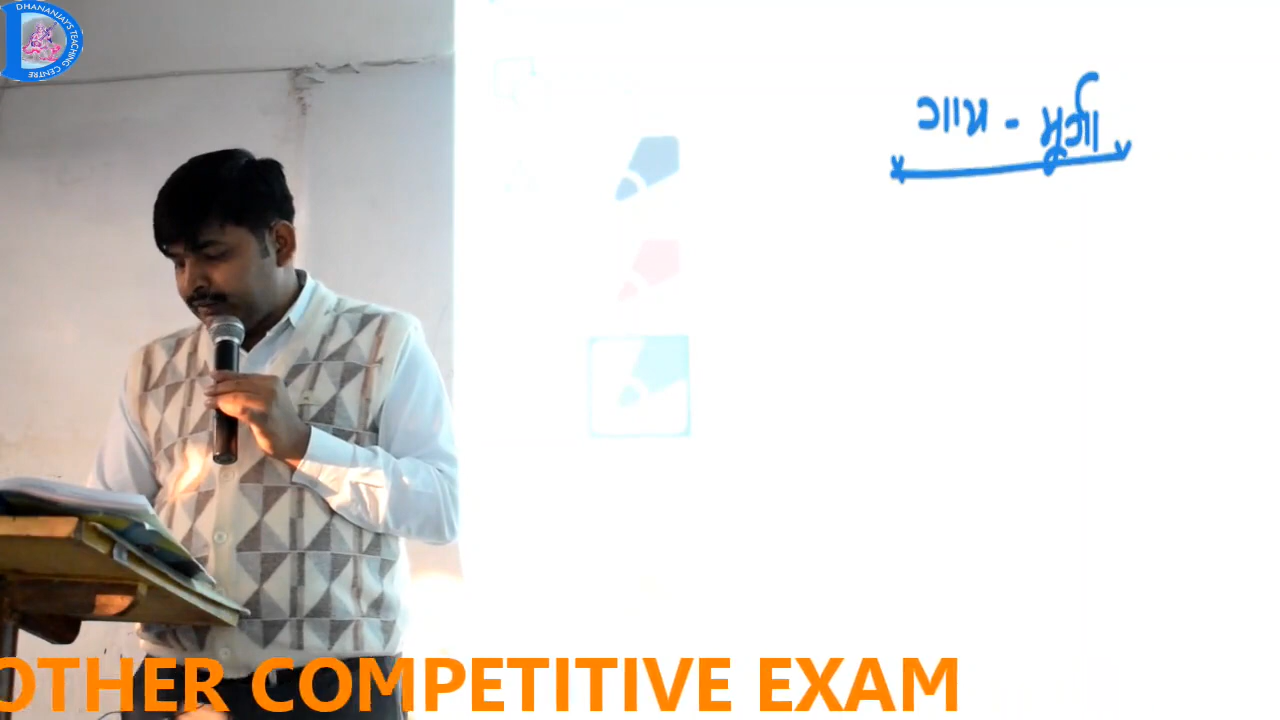 DHANANJAY'S TEACHING CENTRE
गाय - मुर्गा
OTHER COMPETITIVE EXAM